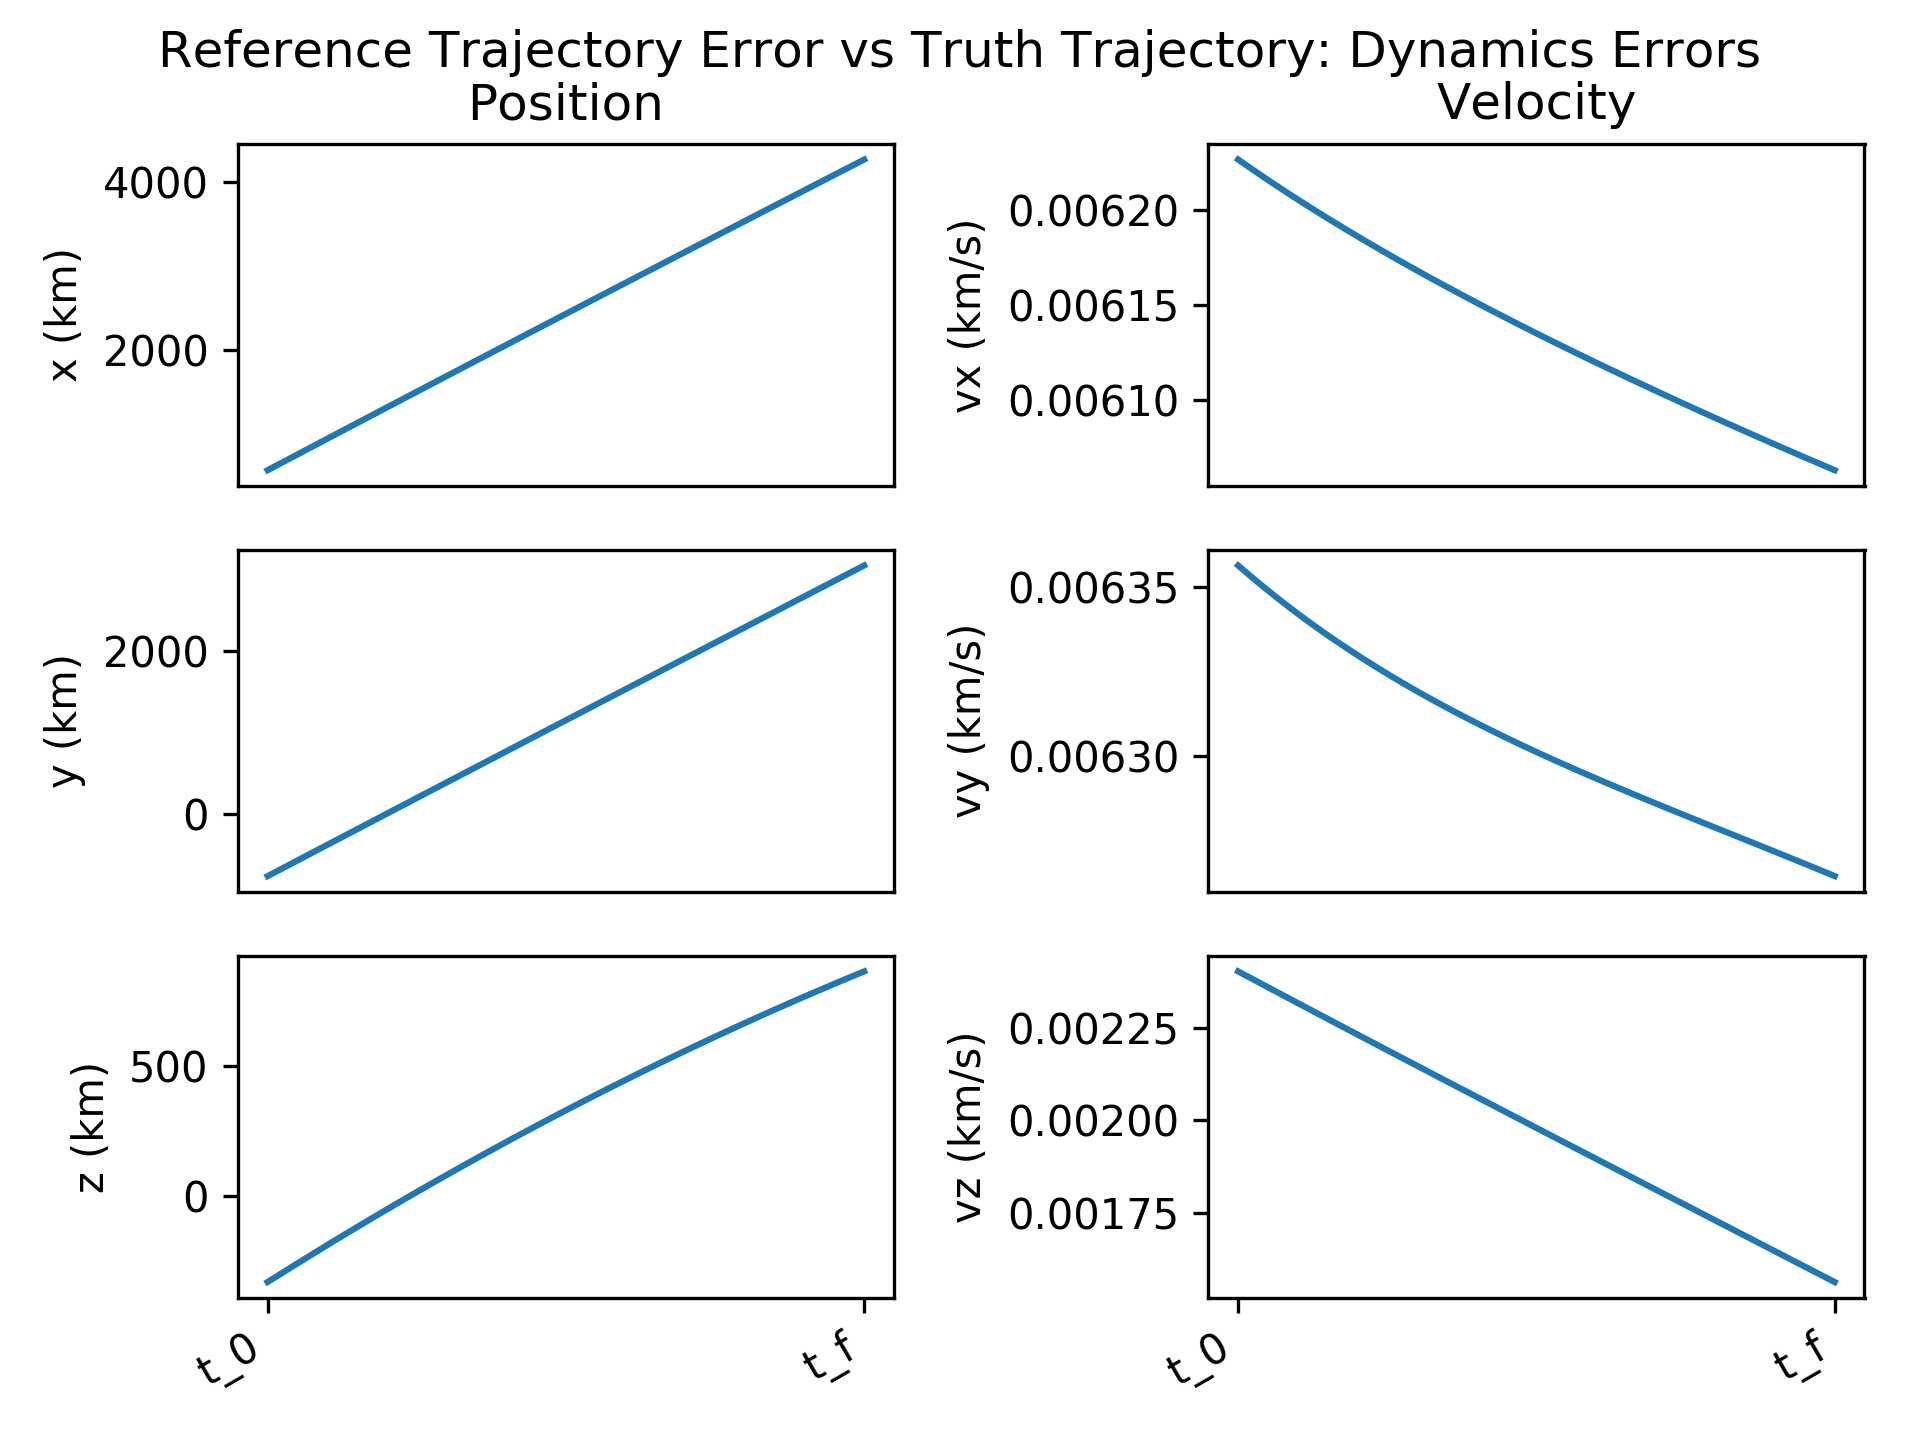 Reference Trajectory Error vs Truth Trajectory: Dynamics Errors
Position
Velocity
x (km)
4000
2000
vx (km/s)
0.00620
0.00615
0.00610
y (km)
2000
0
vy (km/s)
0.00635
0.00630
z (km)
500
0
vz (km/s)
0.00225
0.00200
0.00175
t_0
t_f
t_0
t_f